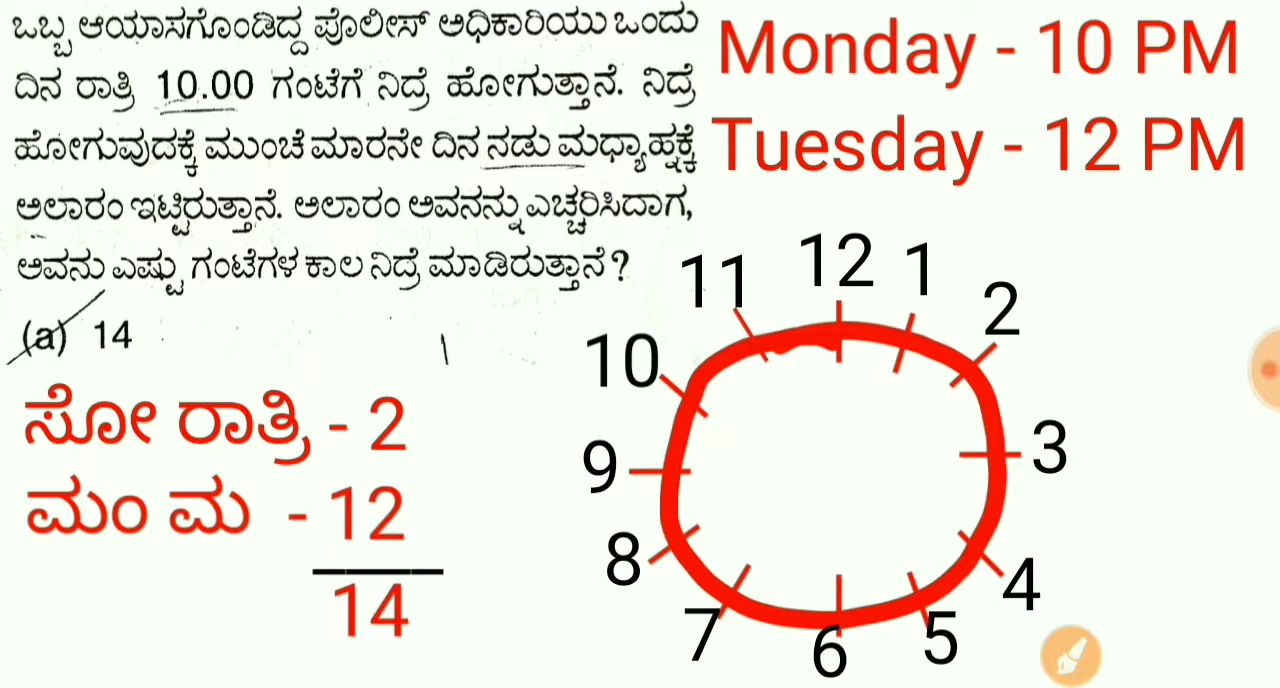 ಒಬ್ಬ ಆಯಾಸಗೊಂಡಿದ್ದ ಪೊಲೀಸ್ ಅಧಿಕಾರಿಯು ಒಂದು
ದಿನ ರಾತ್ರಿ 10.00 ಗಂಟೆಗೆ ನಿದ್ರೆ ಹೋಗುತ್ತಾನೆ. ನಿದ್ರೆ
ಹೋಗುವುದಕ್ಕೆ ಮುಂಚೆ ಮಾರನೇ ದಿನ ನಡು ಮಧ್ಯಾಹ್ನಕ್ಕೆ
ಅಲಾರಂ ಇಟ್ಟಿರುತ್ತಾನೆ. ಅಲಾರಂ ಅವನನ್ನು ಎಚ್ಚರಿಸಿದಾಗ,
ಅವನು ಎಷ್ಟು ಗಂಟೆಗಳ ಕಾಲ ನಿದ್ರೆ ಮಾಡಿರುತ್ತಾನೆ?
(a) 14
ಸೋ ರಾತ್ರಿ - 2
ಮಂ ಮ - 12
14
Monday - 10 PM
Tuesday - 12 PM
12
1
2
3
4
5
6
7
8
9
10
11